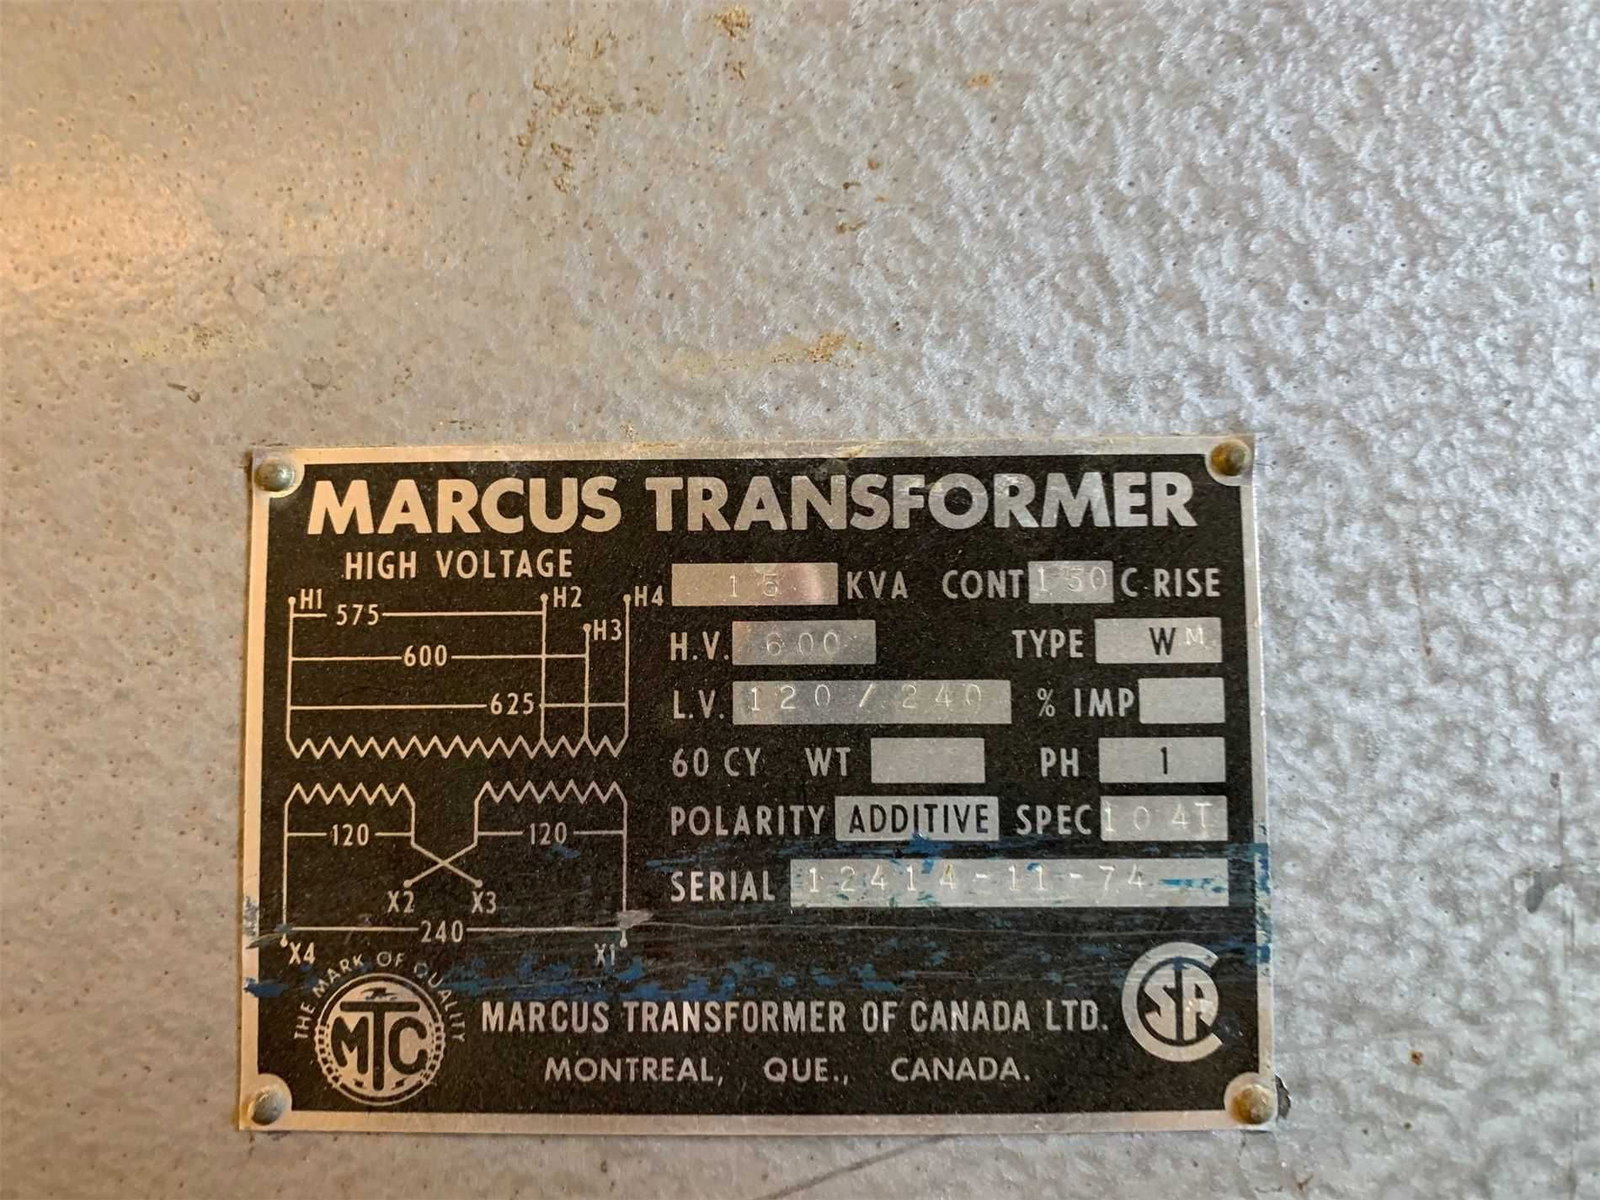 MARCUS TRANSFORMER
HIGH VOLTAGE
H1 H2 H4
575
H3
600
625
120 120
X2 X3
240
X4 X1
15 KVA CONT 150 C RISE
H.V. 600 TYPE WM
L.V. 120/240 % IMP
60 CY WT PH 1
POLARITY ADDITIVE SPEC 104T
SERIAL 12414-11-74
THE MARK OF QUALITY
MTC
MARCUS TRANSFORMER OF CANADA LTD.
MONTREAL, QUE., CANADA.
CSA